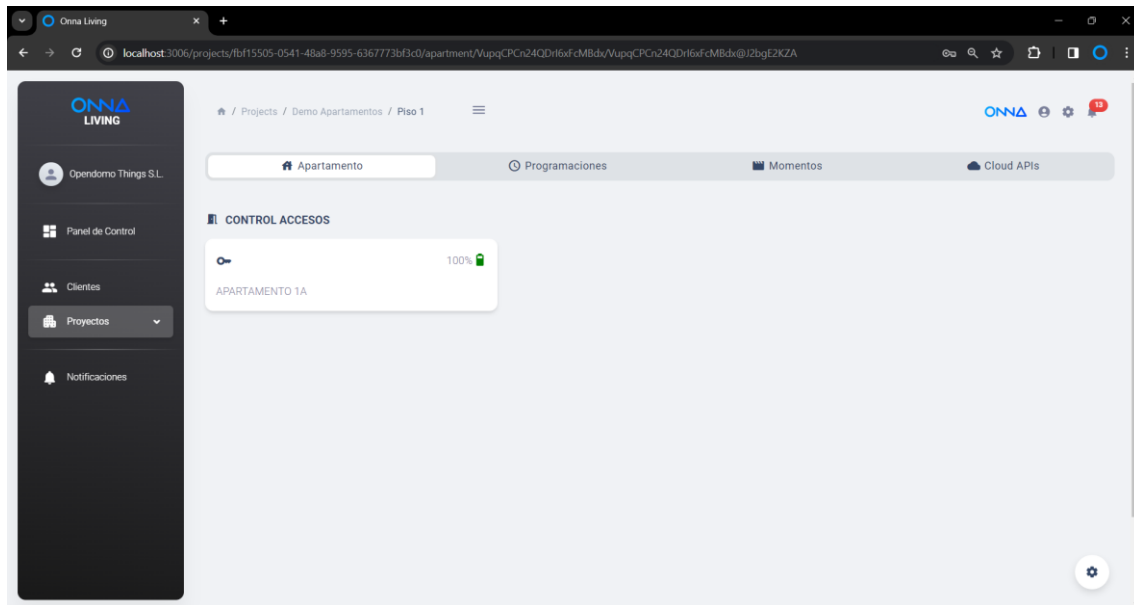 Onna Living
localhost:3006/projects/fbf15505-0541-48a8-9595-6367773bf3c0/apartment/VupqCPCn24QDrI6xFcMBdx/VupqCPCn24QDrI6xFcMBdx@J2bgE2KZA
ONNA
LIVING
/ Projects / Demo Apartamentos / Piso 1
ONNA
13
Opendomo Things S.L.
Apartamento
Programaciones
Momentos
Cloud APIs
Panel de Control
CONTROL ACCESOS
100%
APARTAMENTO 1A
Clientes
Proyectos
Notificaciones